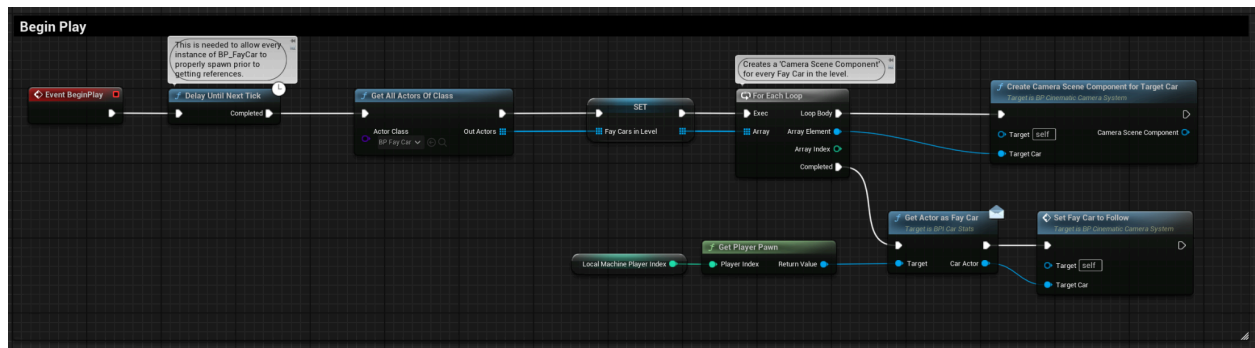 Begin Play
This is needed to allow every
instance of BP_FayCar to
properly spawn prior to
getting references.
Event BeginPlay
Delay Until Next Tick
Completed
Get All Actors Of Class
Actor Class
BP Fay Car
Out Actors
SET
Fay Cars in Level
Creates a 'Camera Scene Component'
for every Fay Car in the level.
For Each Loop
Exec
Loop Body
Array
Array Element
Array Index
Completed
Create Camera Scene Component for Target Car
Target is BP Cinematic Camera System
Target
self
Camera Scene Component
Target Car
Local Machine Player Index
Get Player Pawn
Player Index
Return Value
Get Actor as Fay Car
Target is BPI Car Stats
Target
Car Actor
Set Fay Car to Follow
Target is BP Cinematic Camera System
Target
self
Target Car